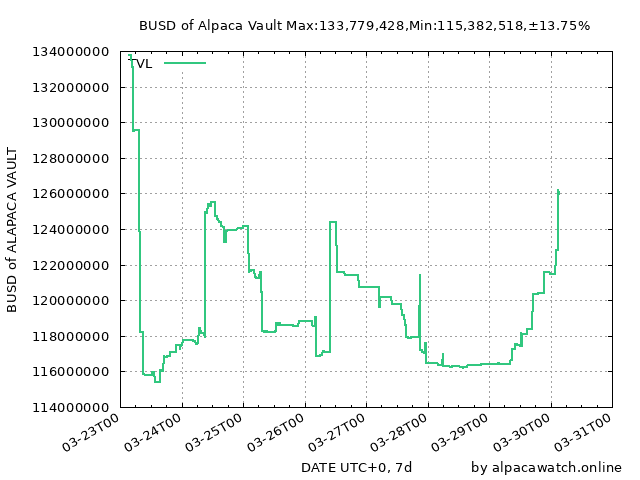 BUSD of Alpaca Vault Max:133,779,428,Min:115,382,518,±13.75%
134000000
TVL
132000000
130000000
128000000
126000000
124000000
122000000
120000000
118000000
116000000
114000000
BUSD of ALAPACA VAULT
03-23T00
03-24T00
03-25T00
03-26T00
03-27T00
03-28T00
03-29T00
03-30T00
03-31T00
DATE UTC+0, 7d
by alpacawatch.online